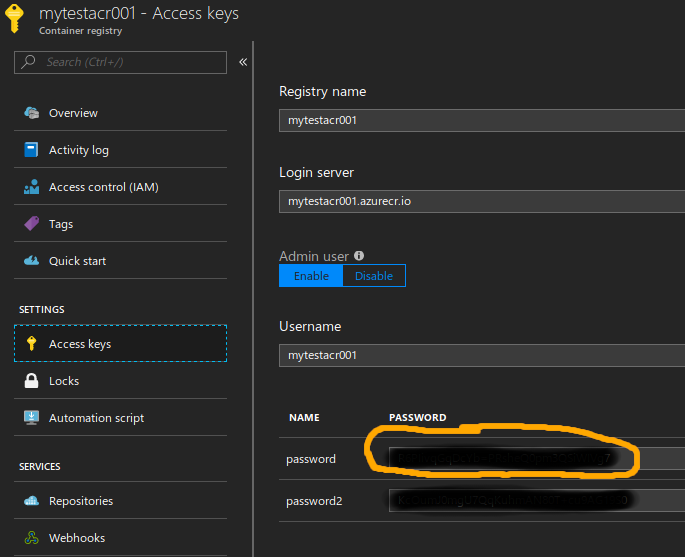 mytestacr001 - Access keys
Container registry
Search (Ctrl+/)
Overview
Activity log
Access control (IAM)
Tags
Quick start
SETTINGS
Access keys
Locks
Automation script
SERVICES
Repositories
Webhooks
Registry name
mytestacr001
Login server
mytestacr001.azurecr.io
Admin user
Enable Disable
Username
mytestacr001
NAME PASSWORD
password
password2